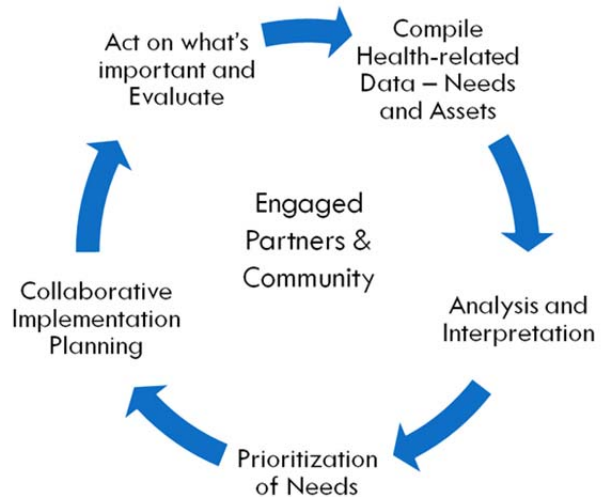 Act on what's
important and
Evaluate
Compile
Health-related
Data – Needs
and Assets
Engaged
Partners &
Community
Analysis and
Interpretation
Prioritization
of Needs
Collaborative
Implementation
Planning